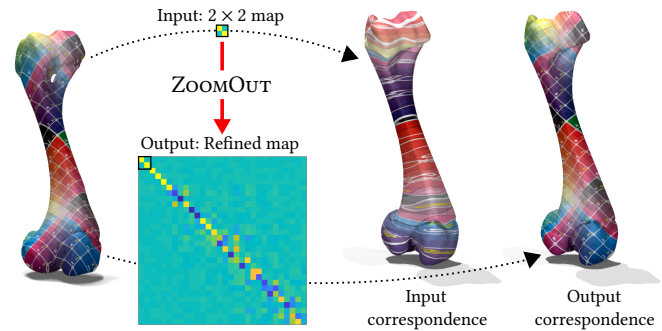 Input: 2 × 2 map
ZOOMOUT
Output: Refined map
Input
correspondence
Output
correspondence